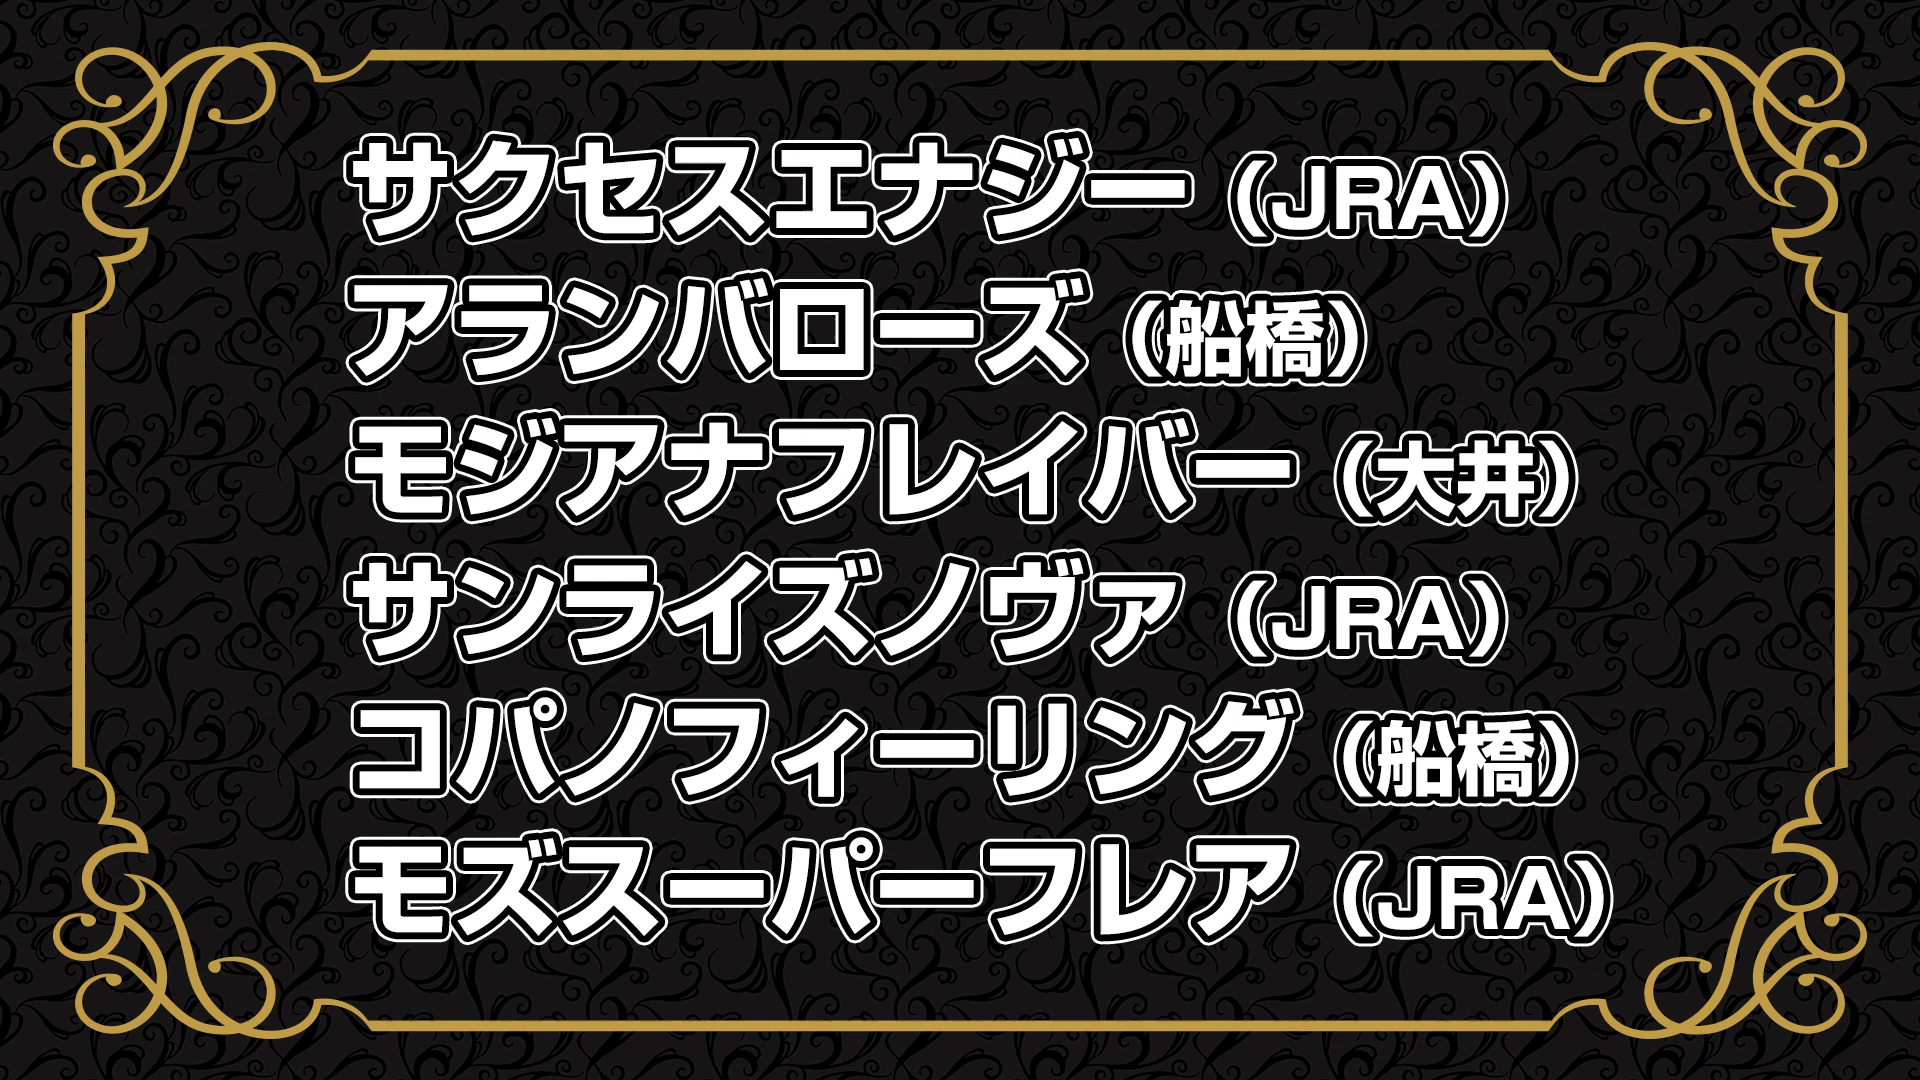 サクセスエナジー（JRA）
アランバローズ（船橋）
モジアナフレイバー（大井）
サンライズノヴァ（JRA）
コパノフィーリング（船橋）
モズスーパーフレア（JRA）